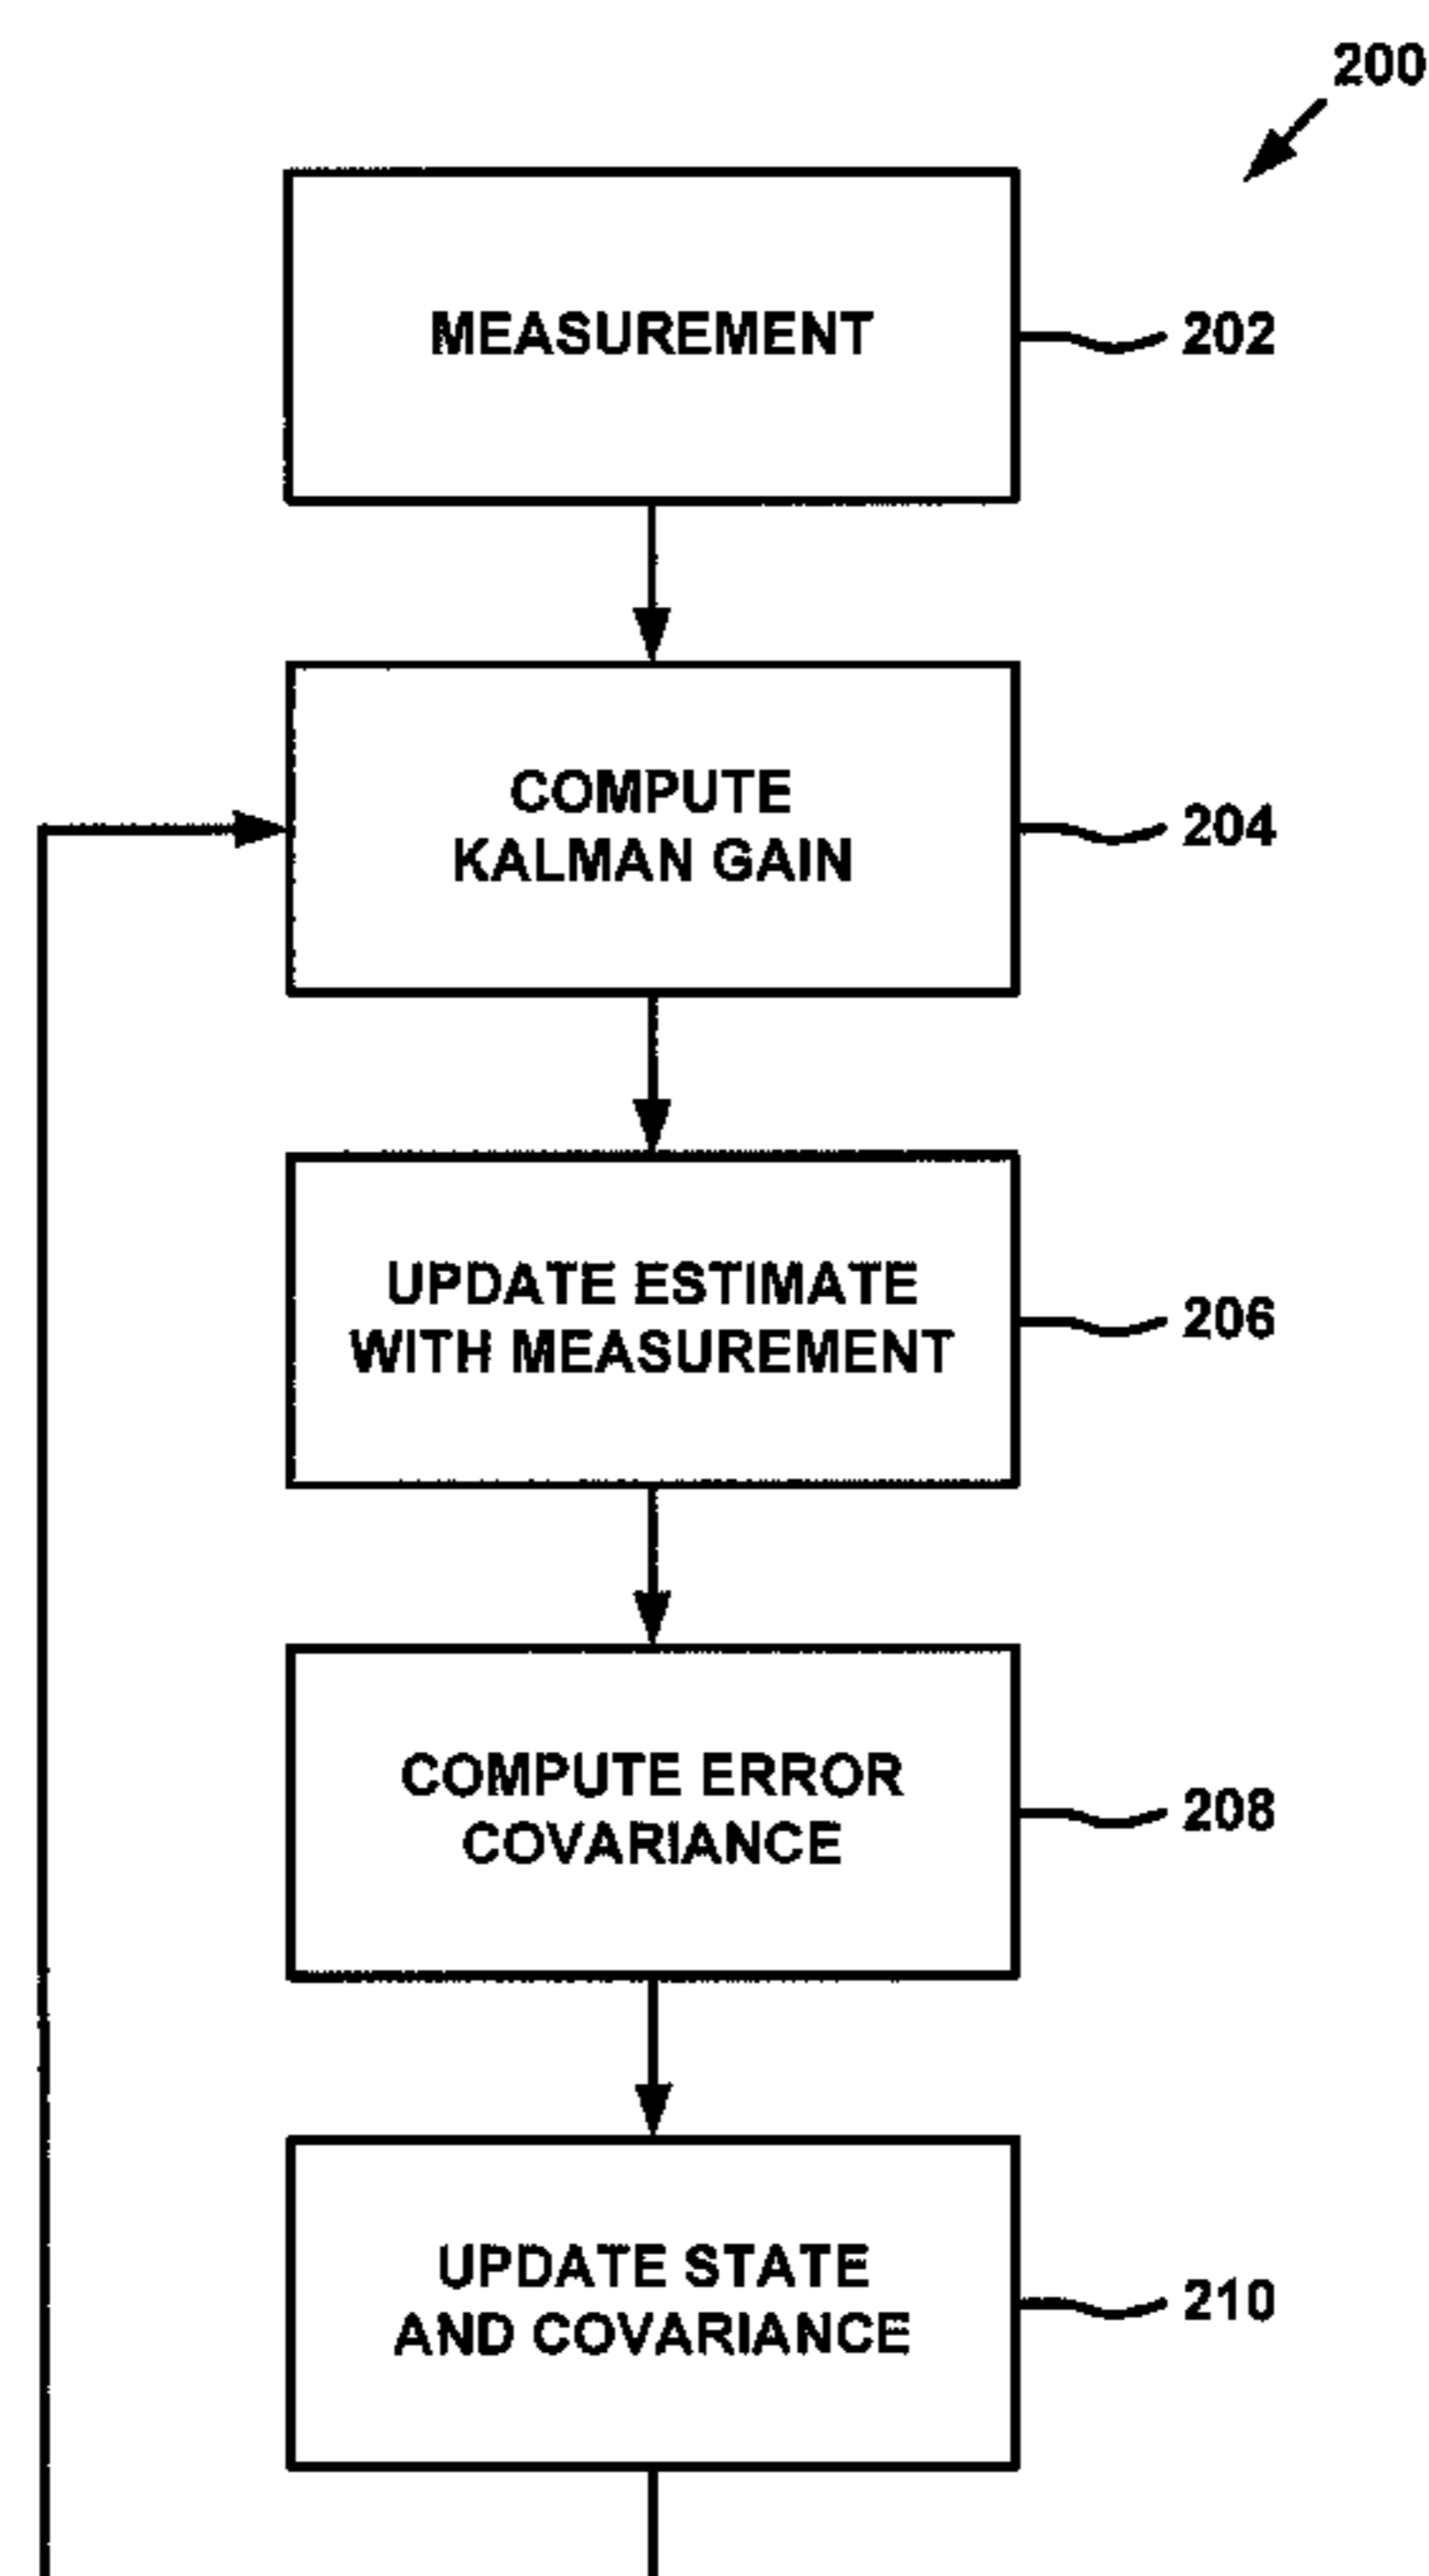 200
MEASUREMENT
202
COMPUTE
KALMAN GAIN
204
UPDATE ESTIMATE
WITH MEASUREMENT
206
COMPUTE ERROR
COVARIANCE
208
UPDATE STATE
AND COVARIANCE
210